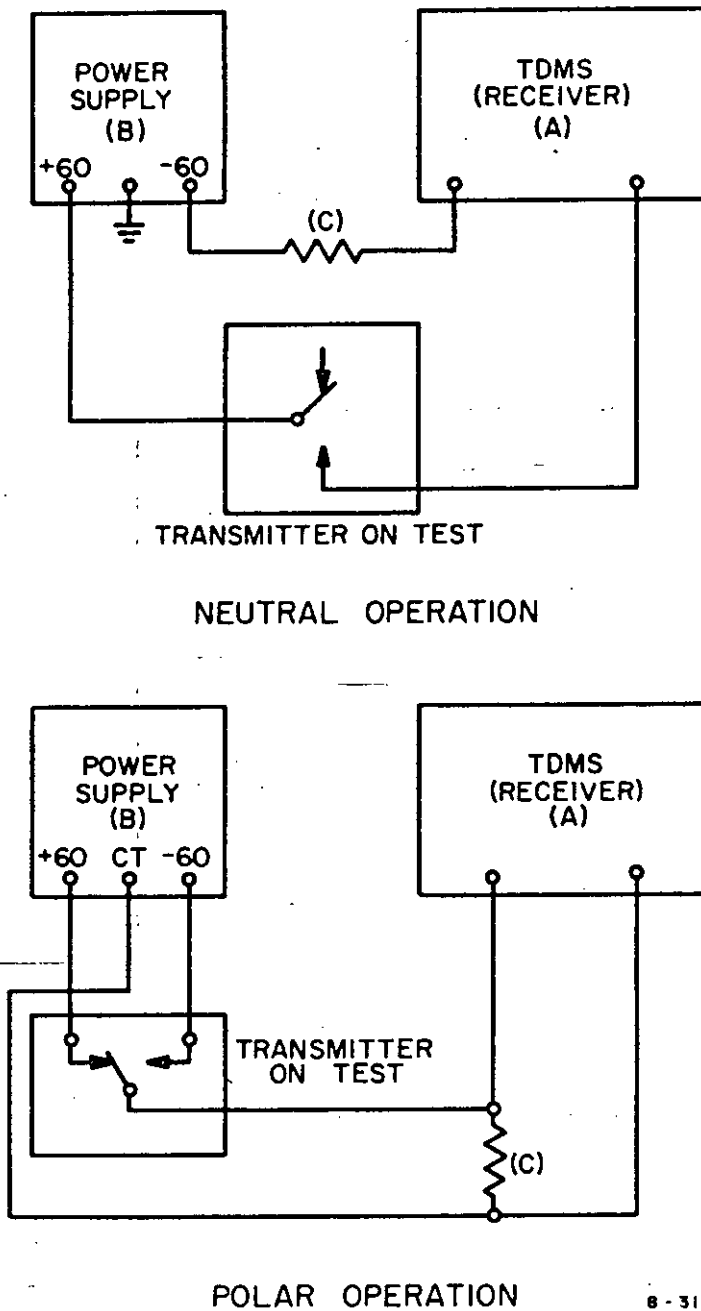 POWER
SUPPLY
(B)
+60 -60
TDMS
(RECEIVER)
(A)
(C)
TRANSMITTER ON TEST
NEUTRAL OPERATION
POWER
SUPPLY
(B)
+60 CT -60
TDMS
(RECEIVER)
(A)
TRANSMITTER
ON TEST
(C)
POLAR OPERATION
8-31